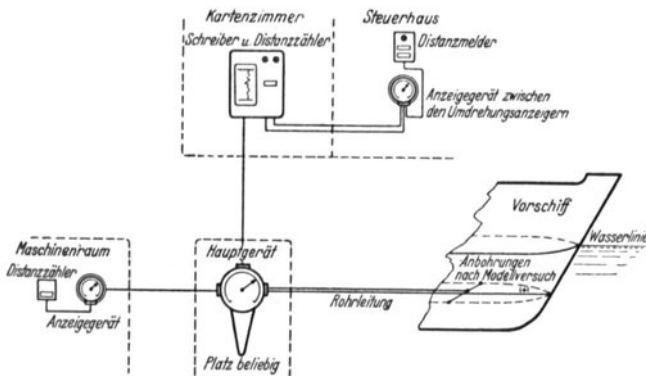 Kartenzimmer
Schreiber u. Distanzzähler
Steuerhaus
Distanzmelder
Anzeigegerät zwischen
den Umdrehungsanzeigern
Vorschiff
Wasserlinie
Anbohrungen
nach Modellversuch
Maschinenraum
Distanzzähler
Anzeigegerät
Hauptgerät
Rohrleitung
Platz beliebig